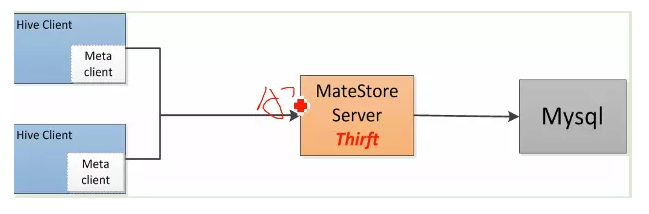 Hive Client
Meta
client
Hive Client
Meta
client
MateStore
Server
Thirft
Mysql